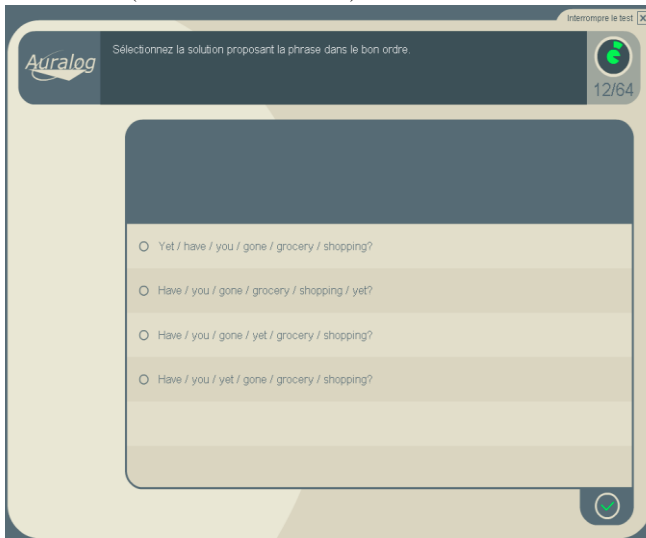 Interrompre le test X
Auralog
Sélectionnez la solution proposant la phrase dans le bon ordre.
12/64
Yet / have / you / gone / grocery / shopping?
Have / you / gone / grocery / shopping / yet?
Have / you / gone / yet / grocery / shopping?
Have / you / yet / gone / grocery / shopping?